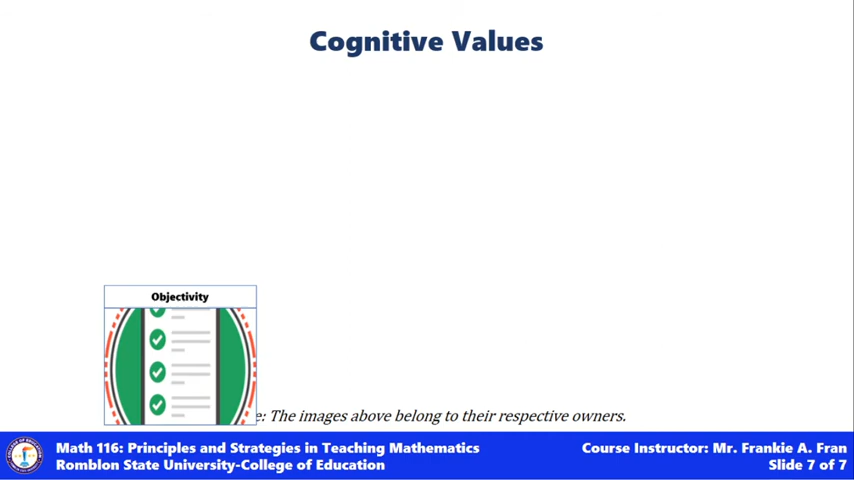 Cognitive Values
Objectivity
e: The images above belong to their respective owners.
Math 116: Principles and Strategies in Teaching Mathematics
Course Instructor: Mr. Frankie A. Fran
Romblon State University-College of Education
Slide 7 of 7